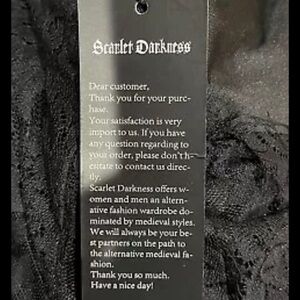 Scarlet Darkness
Dear customer,
Thank you for your purc-
hase.
Your satisfaction is very
import to us. If you have
any question regarding to
your order, please don't h-
entate to contact us direc-
tly.
Scarlet Darkness offers w-
omen and men an altern-
ative fashion wardrobe do-
minated by medieval styles.
We will always be your be-
st partners on the path to
the alternative medieval fa-
shion.
Thank you so much.
Have a nice day!